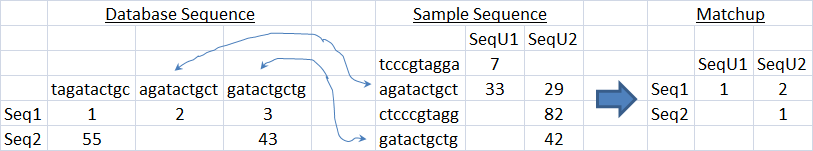 Database Sequence Sample Sequence Matchup
SeqU1 SeqU2
tcccgtagga 7 SeqU1 SeqU2
tagatactgc agatactgct gatactgctg agatactgct 33 29 Seq1 1 2
Seq1 1 2 3 ctcccgtagg 82 Seq2 1
Seq2 55 43 gatactgctg 42